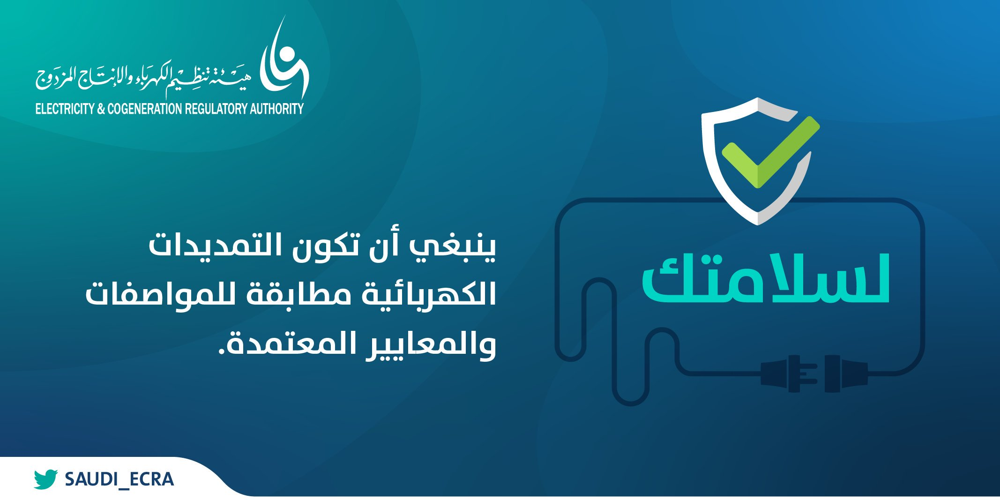 هيئة تنظيم الكهرباء والإنتاج المزدوج
ELECTRICITY & COGENERATION REGULATORY AUTHORITY
لسلامتك
ينبغي أن تكون التمديدات
الكهربائية مطابقة للمواصفات
والمعايير المعتمدة.
SAUDI_ECRA